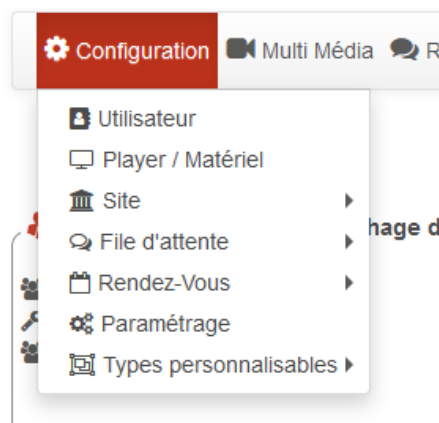 Configuration Multi Média R
Utilisateur
Player / Matériel
Site
hage d
File d'attente
Rendez-Vous
Paramétrage
Types personnalisables